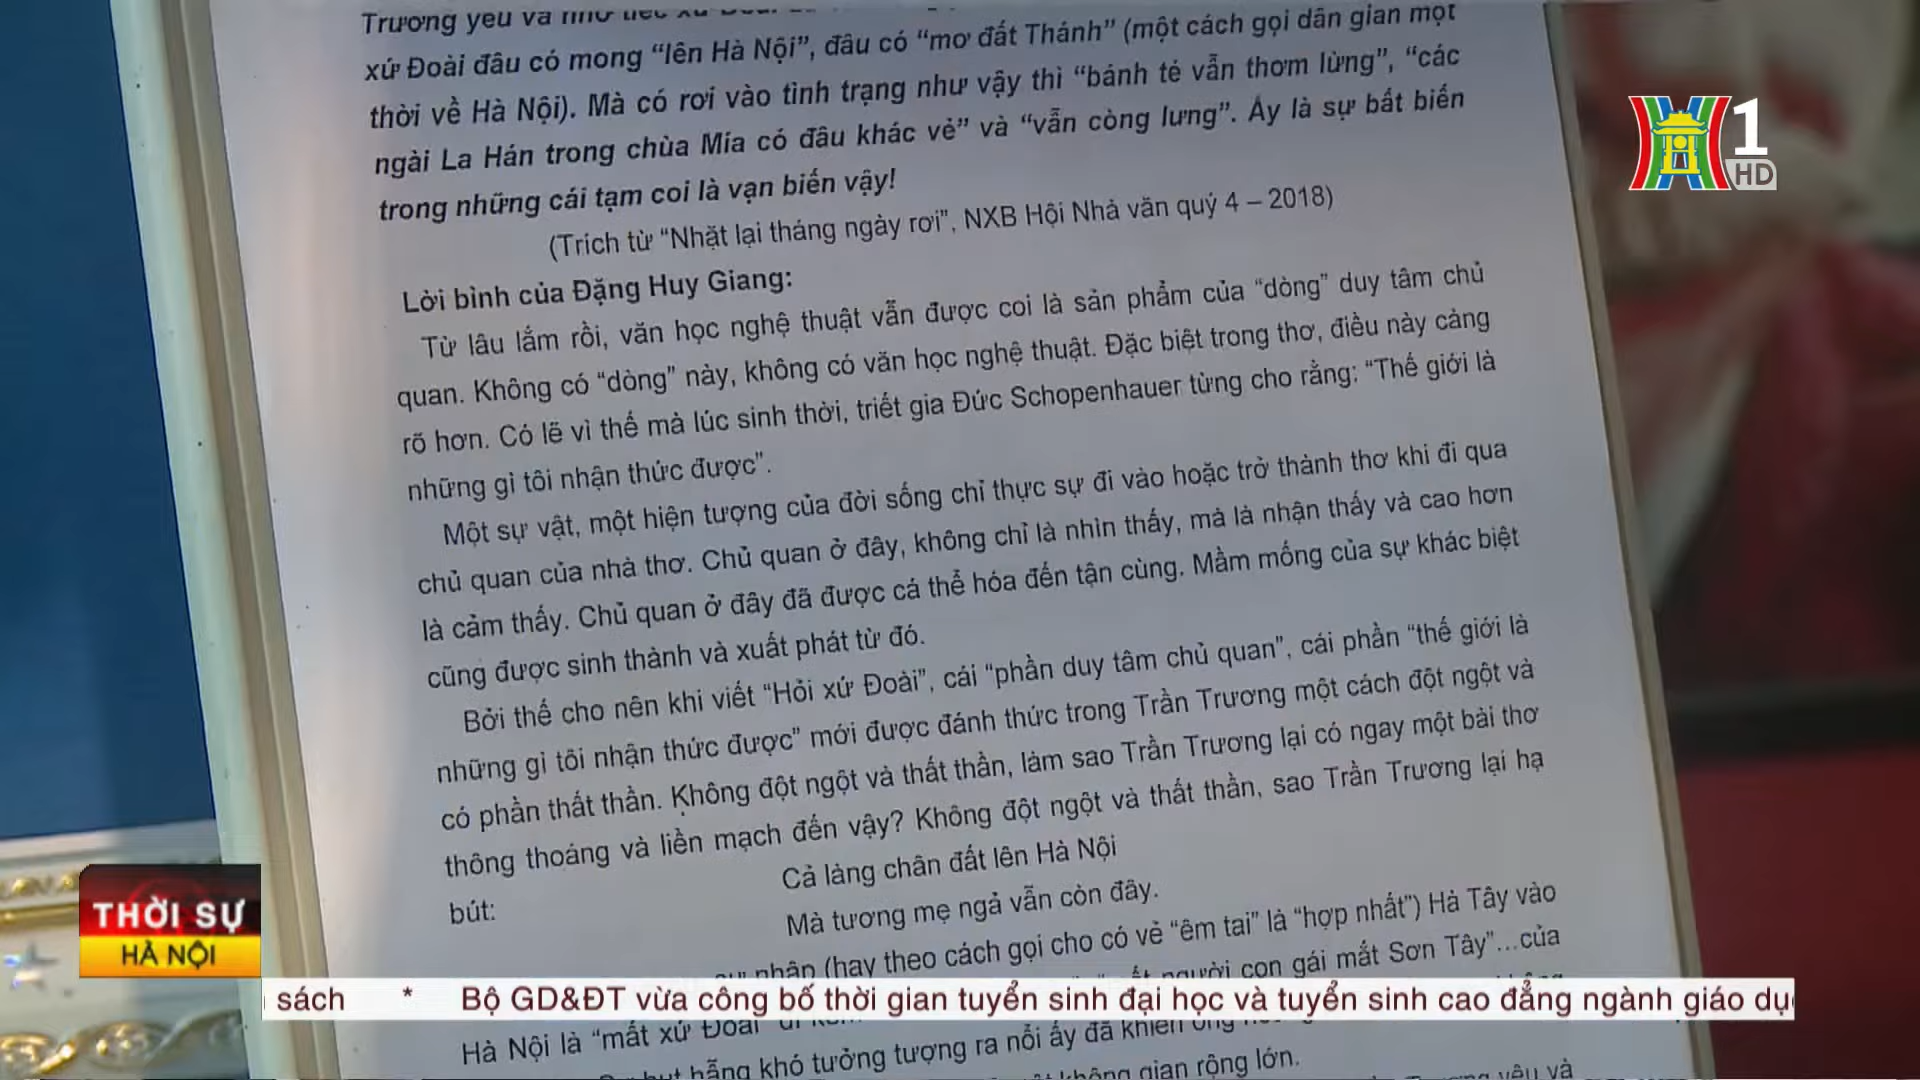 Trương yêu và
xứ Đoài đâu có mong “lên Hà Nội”, đâu có “mơ đất Thánh” (một cách gọi dân gian một
thời về Hà Nội). Mà có rơi vào tình trạng như vậy thì “bánh tẻ vẫn thơm lừng”, “các
ngài La Hán trong chùa Mía có đâu khác vẻ” và “vẫn còng lưng”. Ấy là sự bất biến
trong những cái tạm coi là vạn biến vậy!
(Trích từ “Nhặt lại tháng ngày rơi”, NXB Hội Nhà văn quý 4 – 2018)
Lời bình của Đặng Huy Giang:
Từ lâu lắm rồi, văn học nghệ thuật vẫn được coi là sản phẩm của “dòng” duy tâm chủ
quan. Không có “dòng” này, không có văn học nghệ thuật. Đặc biệt trong thơ, điều này càng
rõ hơn. Có lẽ vì thế mà lúc sinh thời, triết gia Đức Schopenhauer từng cho rằng: “Thế giới là
những gì tôi nhận thức được”.
Một sự vật, một hiện tượng của đời sống chỉ thực sự đi vào hoặc trở thành thơ khi đi qua
chủ quan của nhà thơ. Chủ quan ở đây, không chỉ là nhìn thấy, mà là nhận thấy và cao hơn
là cảm thấy. Chủ quan ở đây đã được cá thể hóa đến tận cùng. Mầm mống của sự khác biệt
cũng được sinh thành và xuất phát từ đó.
Bởi thế cho nên khi viết “Hỏi xứ Đoài”, cái “phần duy tâm chủ quan”, cái phần “thế giới là
những gì tôi nhận thức được” mới được đánh thức trong Trần Trương một cách đột ngột và
có phần thất thần. Không đột ngột và thất thần, làm sao Trần Trương lại có ngay một bài thơ
thông thoáng và liền mạch đến vậy? Không đột ngột và thất thần, sao Trần Trương lại hạ
bút:
Cả làng chân đất lên Hà Nội
Mà tương mẹ ngả vẫn còn đây.
nhập (hay theo cách gọi cho có vẻ “êm tai” là “hợp nhất”) Hà Tây vào
người con gái mắt Sơn Tây”...của
Hà Nội là “mất xứ Đoài”
hẫng khó tưởng tượng ra nổi ấy đã khiến ông
không gian rộng lớn.
Trương yêu và
1
HD
THỜI SỰ
HÀ NỘI
sách * Bộ GD&ĐT vừa công bố thời gian tuyển sinh đại học và tuyển sinh cao đẳng ngành giáo dụ